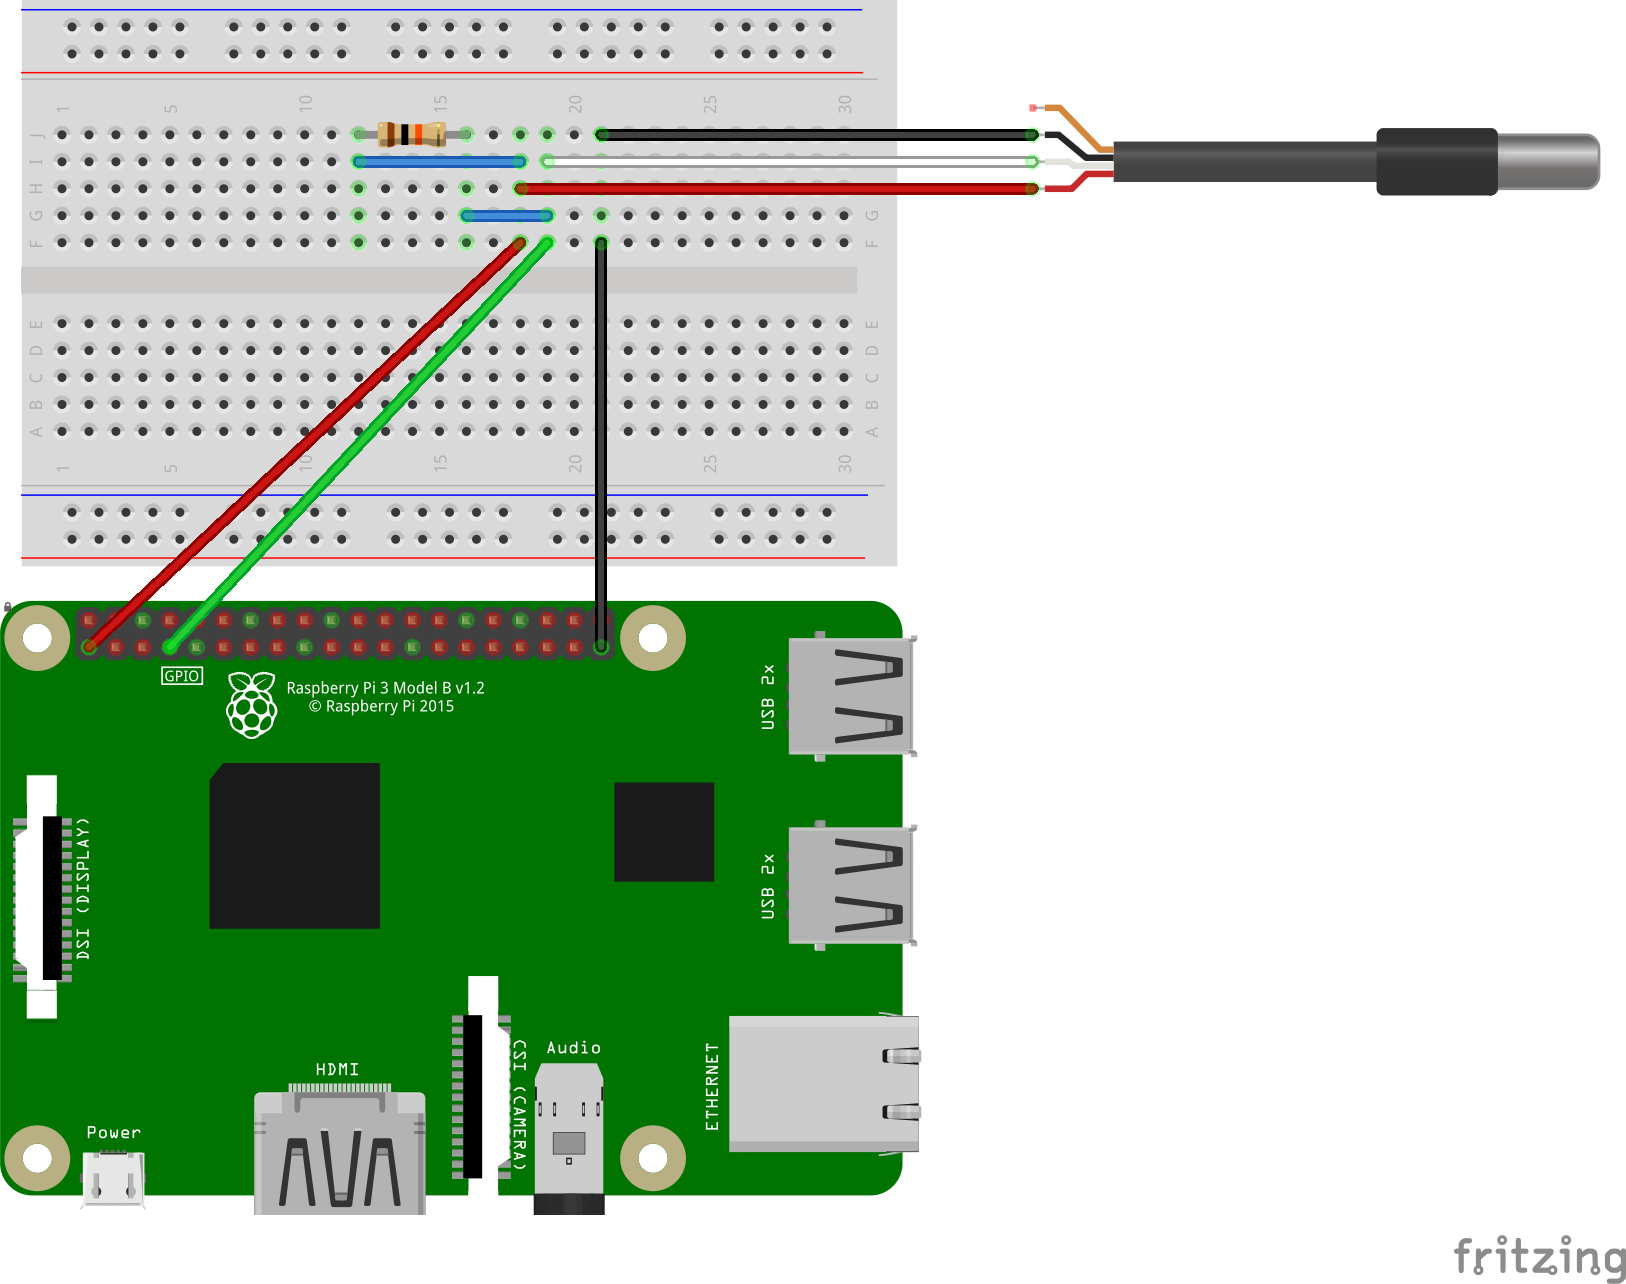 1 5 10 15 20 25 30
J
I
H
G G
F F
E E
D D
C C
B B
A A
1 5 10 15 20 25 30
GPIO
Raspberry Pi 3 Model B v1.2
© Raspberry Pi 2015
USB 2x
USB 2x
DSI (DISPLAY)
HDMI
CSI (CAMERA)
Audio
ETHERNET
Power
fritzing